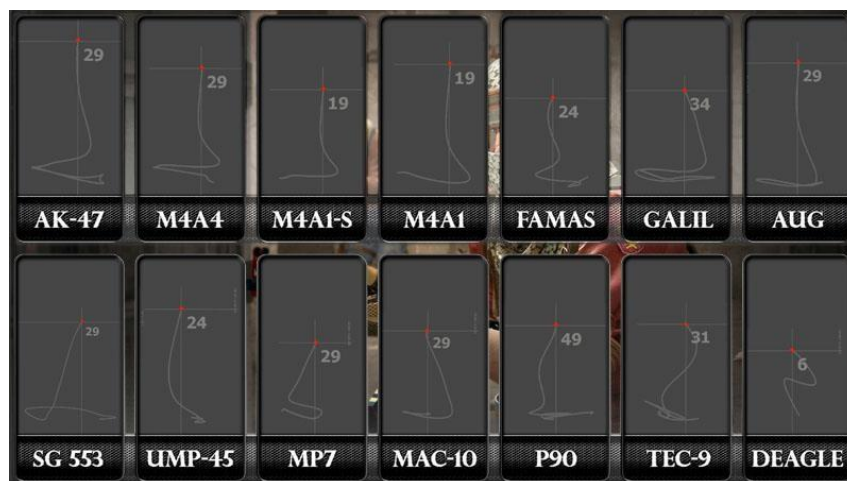 29 29 19 19 24 34 29
AK-47 M4A4 M4A1-S M4A1 FAMAS GALIL AUG
29 24 29 29 49 31 6
SG 553 UMP-45 MP7 MAC-10 P90 TEC-9 DEAGLE